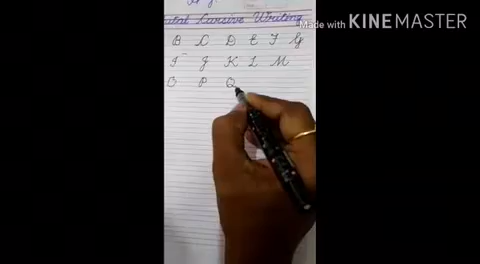 Cursive Writing
B C D E F G
I J K L M
O P Q
Made with KINEMASTER